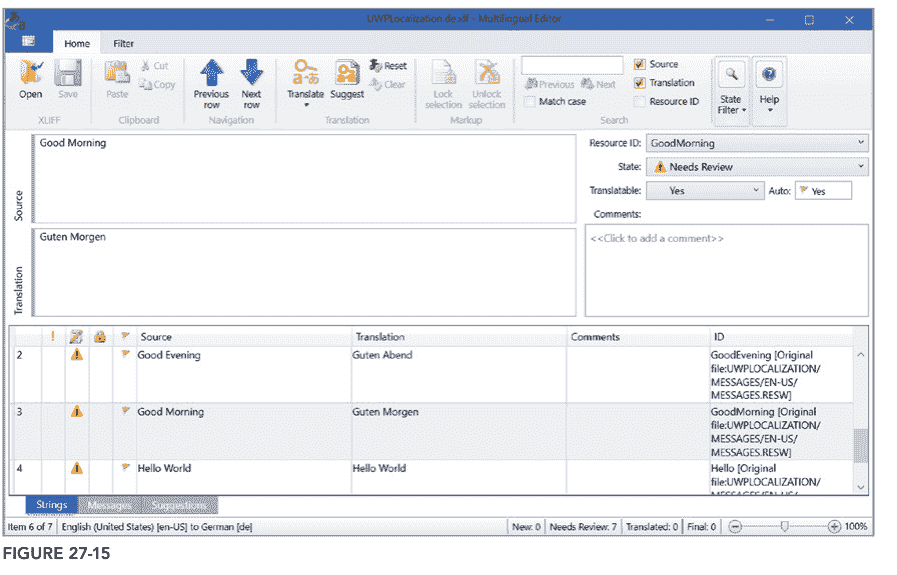 UWPLocalization de.xlf - Multilingual Editor
Home Filter
Open Save Paste Cut Copy Previous row Next row Translate Suggest Reset Clear Lock selection Unlock selection Previous Next Match case Source Translation Resource ID State Filter Help
XLIFF Clipboard Navigation Translation Markup Search
Source
Good Morning
Resource ID: GoodMorning
State: Needs Review
Translatable: Yes Auto: Yes
Comments:
<<Click to add a comment>>
Translation
Guten Morgen
! Source Translation Comments ID
2 Good Evening Guten Abend GoodEvening [Original
file:UWPLOCALIZATION/
MESSAGES/EN-US/
MESSAGES.RESW]
3 Good Morning Guten Morgen GoodMorning [Original
file:UWPLOCALIZATION/
MESSAGES/EN-US/
MESSAGES.RESW]
4 Hello World Hello World Hello [Original
file:UWPLOCALIZATION/
MESSAGES/EN-US/
Strings Messages Suggestions
Item 6 of 7 English (United States) [en-US] to German [de] New: 0 Needs Review: 7 Translated: 0 Final: 0 100%
FIGURE 27-15